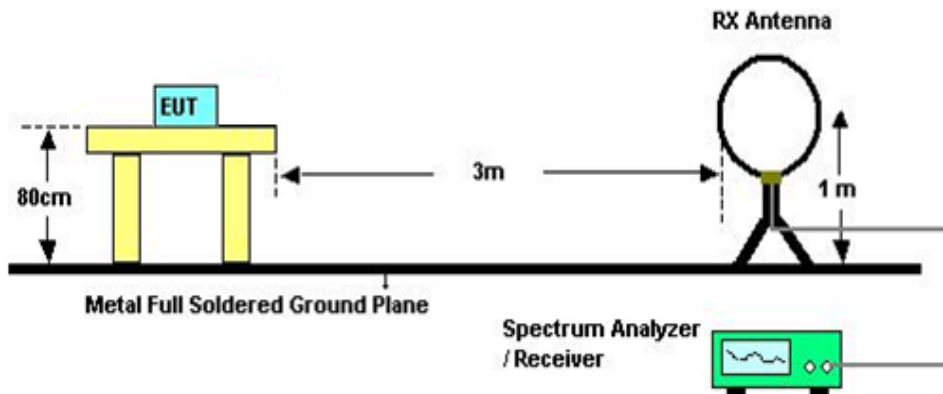 RX Antenna
EUT
3m
80cm
1 m
Metal Full Soldered Ground Plane
Spectrum Analyzer
/ Receiver